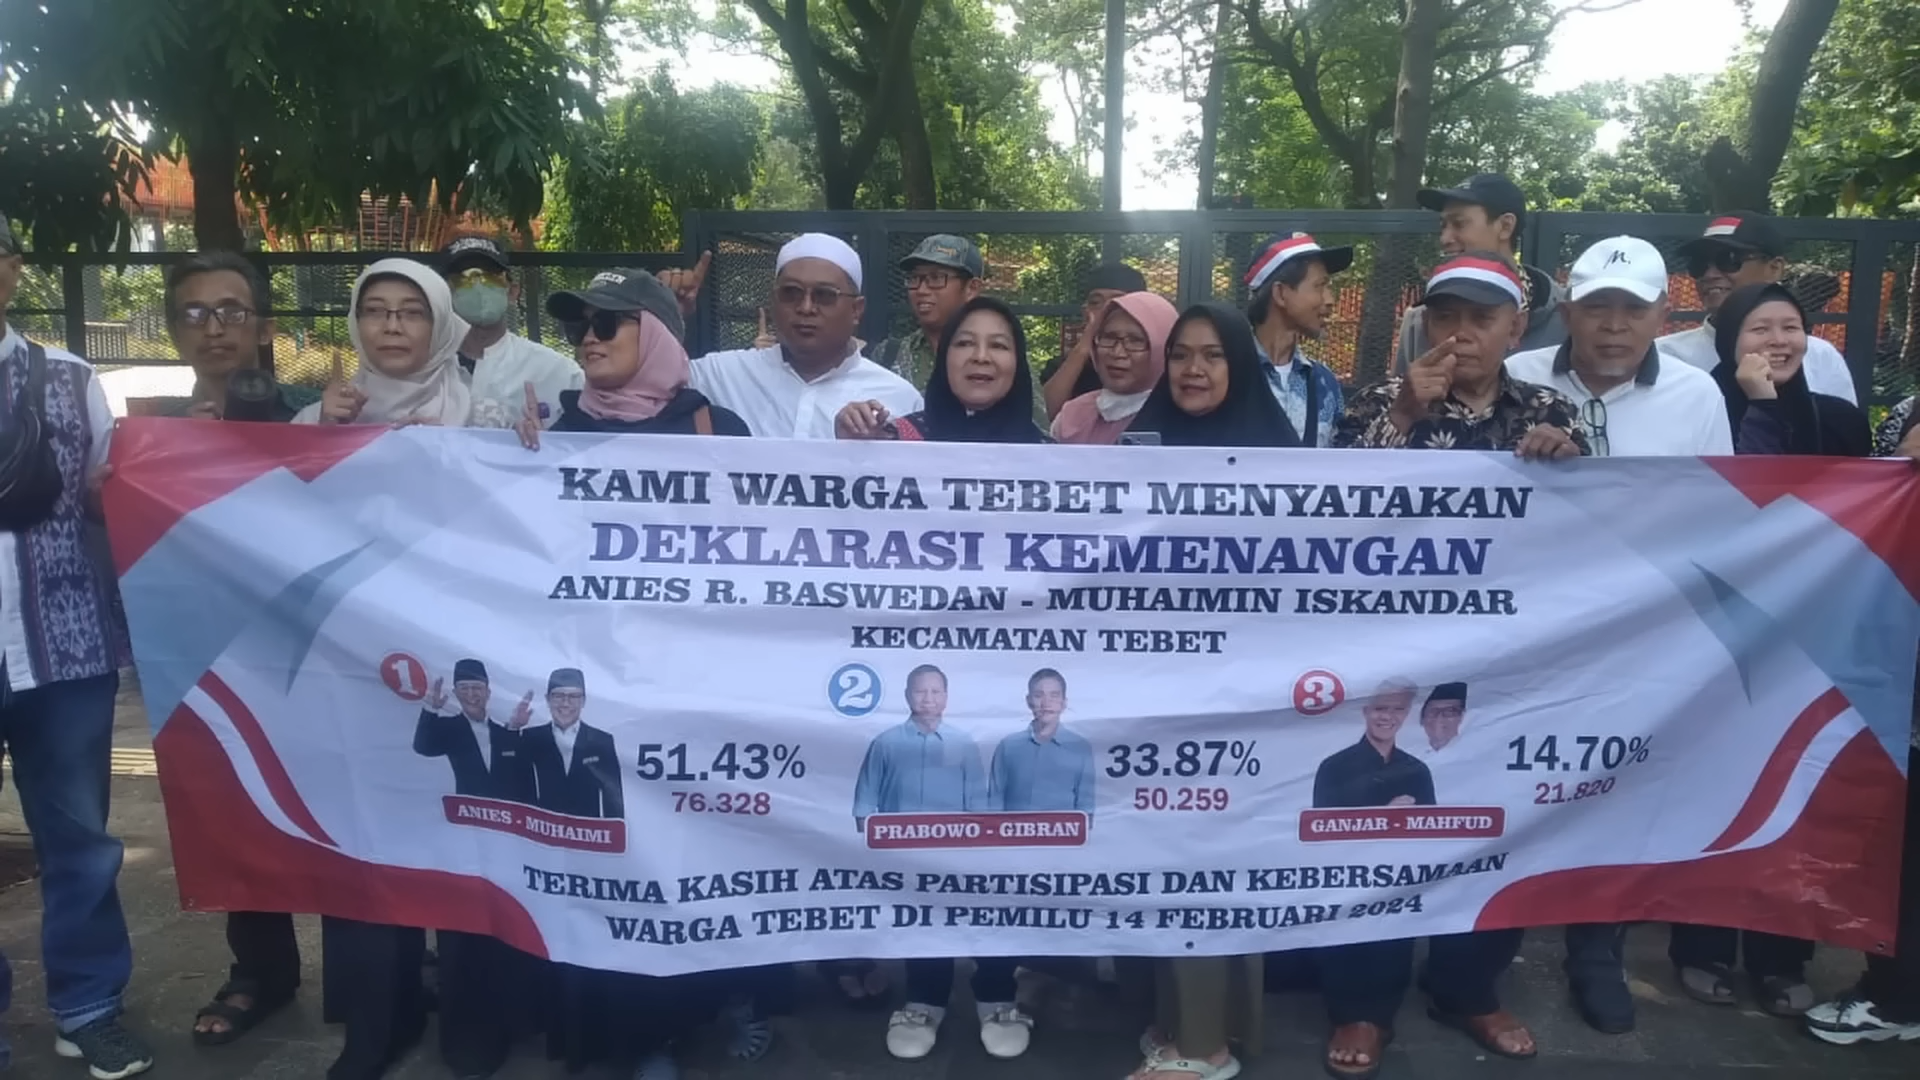 KAMI WARGA TEBET MENYATAKAN
DEKLARASI KEMENANGAN
ANIES R. BASWEDAN - MUHAIMIN ISKANDAR
KECAMATAN TEBET
1
ANIES - MUHAIMI
51.43%
76.328
2
PRABOWO - GIBRAN
33.87%
50.259
3
GANJAR - MAHFUD
14.70%
21.820
TERIMA KASIH ATAS PARTISIPASI DAN KEBERSAMAAN
WARGA TEBET DI PEMILU 14 FEBRUARI 2024
M.